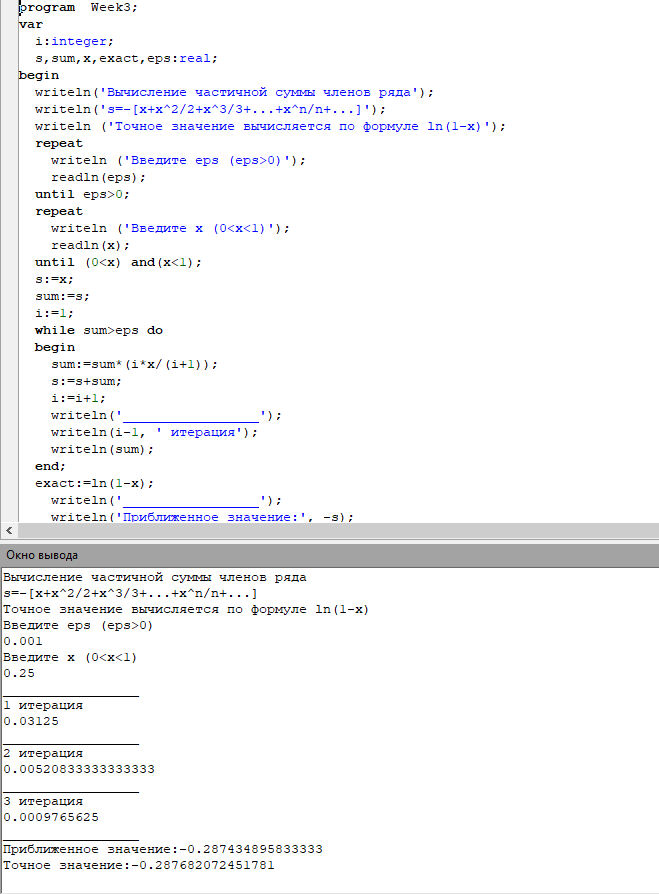 program  Week3;
var
  i:integer;
  s,sum,x,exact,eps:real;
begin
  writeln('Вычисление частичной суммы членов ряда');
  writeln('s=-[x+x^2/2+x^3/3+...+x^n/n+...]');
  writeln ('Точное значение вычисляется по формуле ln(1-x)');
  repeat
    writeln ('Введите eps (eps>0)');
    readln(eps);
  until eps>0;
  repeat
    writeln ('Введите x (0<x<1)');
    readln(x);
  until (0<x) and(x<1);
  s:=x;
  sum:=s;
  i:=1;
  while sum>eps do
  begin
    sum:=sum*(i*x/(i+1));
    s:=s+sum;
    i:=i+1;
    writeln('_________________');
    writeln(i-1, ' итерация');
    writeln(sum);
  end;
  exact:=ln(1-x);
    writeln('_________________');
    writeln('Приближенное значение:', -s);
Окно вывода
Вычисление частичной суммы членов ряда
s=-[x+x^2/2+x^3/3+...+x^n/n+...]
Точное значение вычисляется по формуле ln(1-x)
Введите eps (eps>0)
0.001
Введите x (0<x<1)
0.25
_________________
1 итерация
0.03125
_________________
2 итерация
0.00520833333333333
_________________
3 итерация
0.0009765625
_________________
Приближенное значение:-0.287434895833333
Точное значение:-0.287682072451781